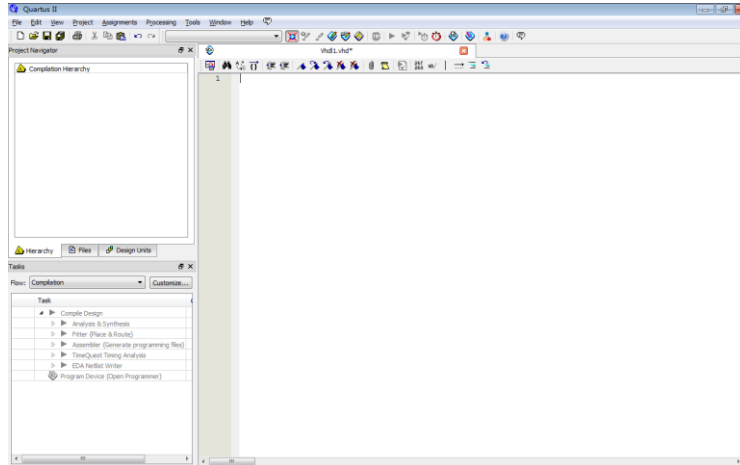 Quartus II
File Edit View Project Assignments Processing Tools Window Help
Project Navigator
Vhdl1.vhd*
Compilation Hierarchy
1
Hierarchy Files Design Units
Tasks
Flow: Compilation Customize...
Task
Compile Design
Analysis & Synthesis
Fitter (Place & Route)
Assembler (Generate programming files)
TimeQuest Timing Analysis
EDA Netlist Writer
Program Device (Open Programmer)